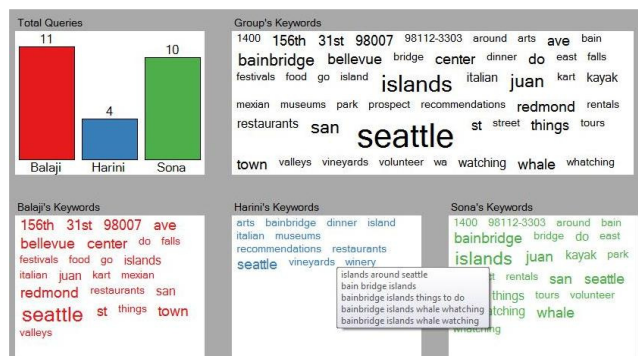 Total Queries
11
4
10
Balaji Harini Sona
Group's Keywords
1400 156th 31st 98007 98112-3303 around arts ave bain
bainbridge bellevue bridge center dinner do east falls
festivals food go island islands italian juan kart kayak
mexian museums park prospect recommendations redmond rentals
restaurants san seattle st street things tours
town valleys vineyards volunteer wa watching whale whatching
Balaji's Keywords
156th 31st 98007 ave
bellevue center do falls
festivals food go islands
italian juan kart mexian
redmond restaurants san
seattle st things town
valleys
Harini's Keywords
arts bainbridge dinner island
italian museums
recommendations restaurants
seattle vineyards winery
islands around seattle
bain bridge islands
bainbridge islands things to do
bainbridge islands whale whatching
bainbridge islands whale watching
Sona's Keywords
1400 98112-3303 around bain
bainbridge bridge do east
islands juan kayak park
rentals san seattle
things tours volunteer
whale
whatching